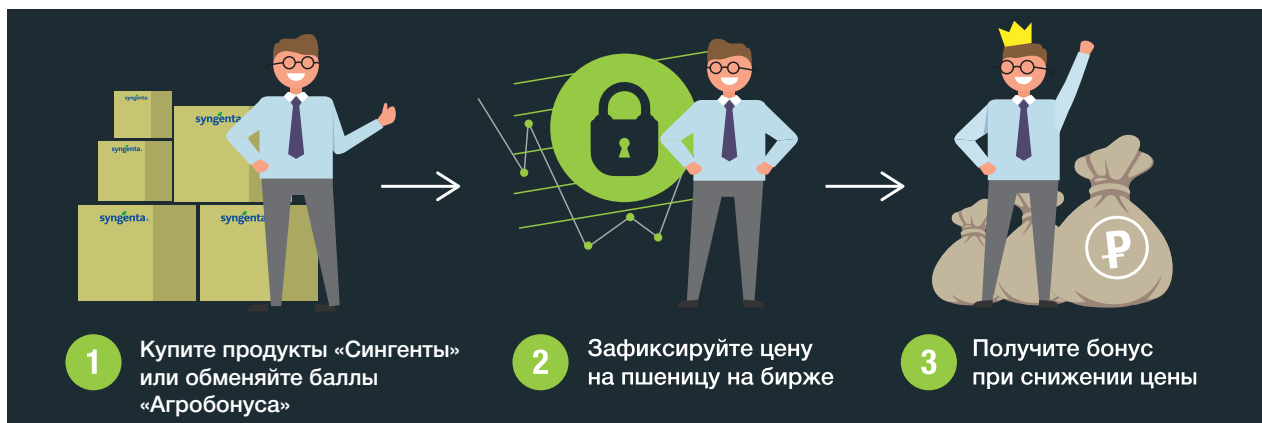 syngenta.
syngenta.
syngenta.
syngenta.
syngenta.
₽
1
Купите продукты «Сингенты»
или обменяйте баллы
«Агробонуса»
2
Зафиксируйте цену
на пшеницу на бирже
3
Получите бонус
при снижении цены